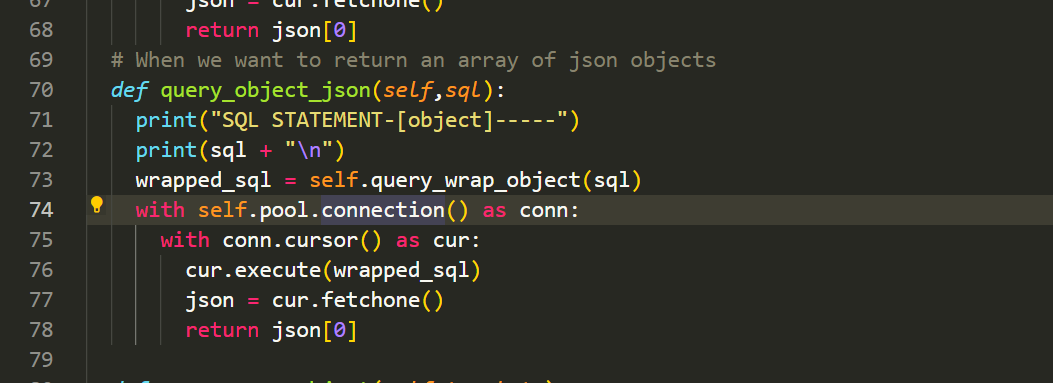 67 json = cur.fetchone()
68 return json[0]
69 # When we want to return an array of json objects
70 def query_object_json(self,sql):
71 print("SQL STATEMENT-[object]-----")
72 print(sql + "\n")
73 wrapped_sql = self.query_wrap_object(sql)
74 with self.pool.connection() as conn:
75 with conn.cursor() as cur:
76 cur.execute(wrapped_sql)
77 json = cur.fetchone()
78 return json[0]
79